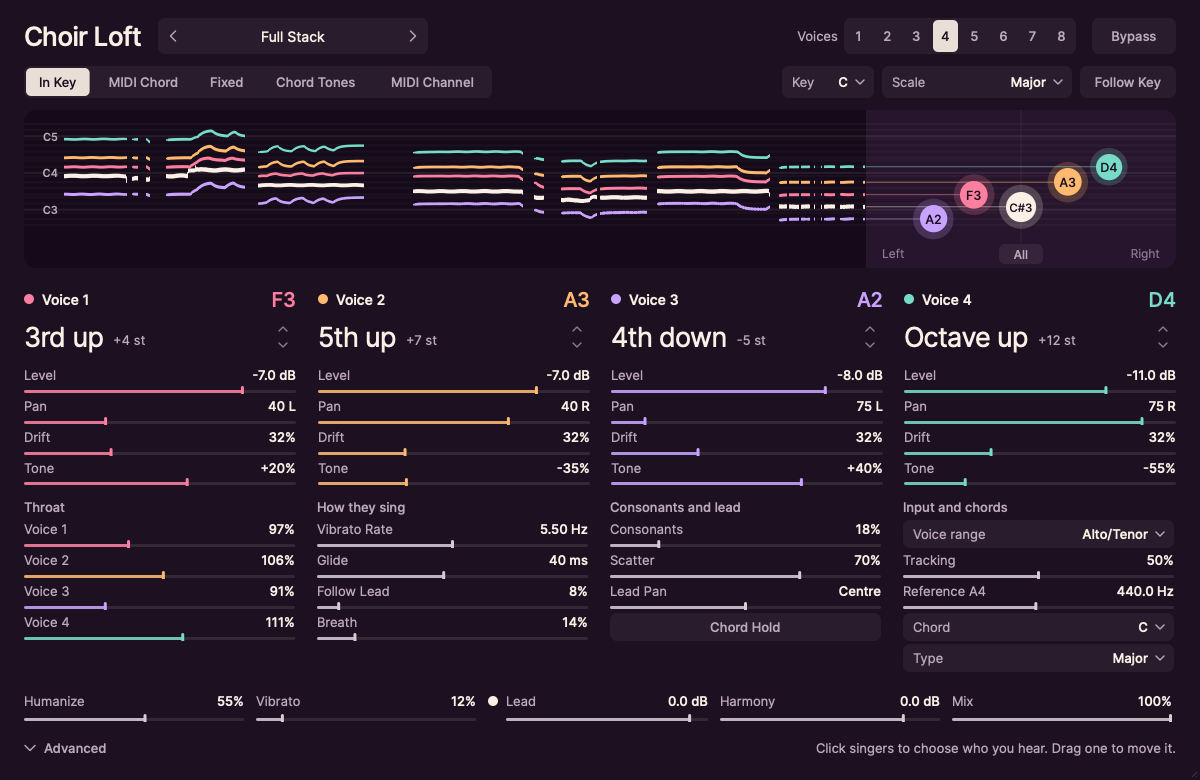 Choir Loft
Full Stack
Voices 1 2 3 4 5 6 7 8
Bypass
In Key MIDI Chord Fixed Chord Tones MIDI Channel
Key C Scale Major Follow Key
C5
C4
C3
D4
A3
F3
C#3
A2
Left All Right
Voice 1 F3
3rd up +4 st
Level -7.0 dB
Pan 40 L
Drift 32%
Tone +20%
Voice 2 A3
5th up +7 st
Level -7.0 dB
Pan 40 R
Drift 32%
Tone -35%
Voice 3 A2
4th down -5 st
Level -8.0 dB
Pan 75 L
Drift 32%
Tone +40%
Voice 4 D4
Octave up +12 st
Level -11.0 dB
Pan 75 R
Drift 32%
Tone -55%
Throat
Voice 1 97%
Voice 2 106%
Voice 3 91%
Voice 4 111%
How they sing
Vibrato Rate 5.50 Hz
Glide 40 ms
Follow Lead 8%
Breath 14%
Consonants and lead
Consonants 18%
Scatter 70%
Lead Pan Centre
Chord Hold
Input and chords
Voice range Alto/Tenor
Tracking 50%
Reference A4 440.0 Hz
Chord C
Type Major
Humanize 55% Vibrato 12% Lead 0.0 dB Harmony 0.0 dB Mix 100%
Advanced
Click singers to choose who you hear. Drag one to move it.